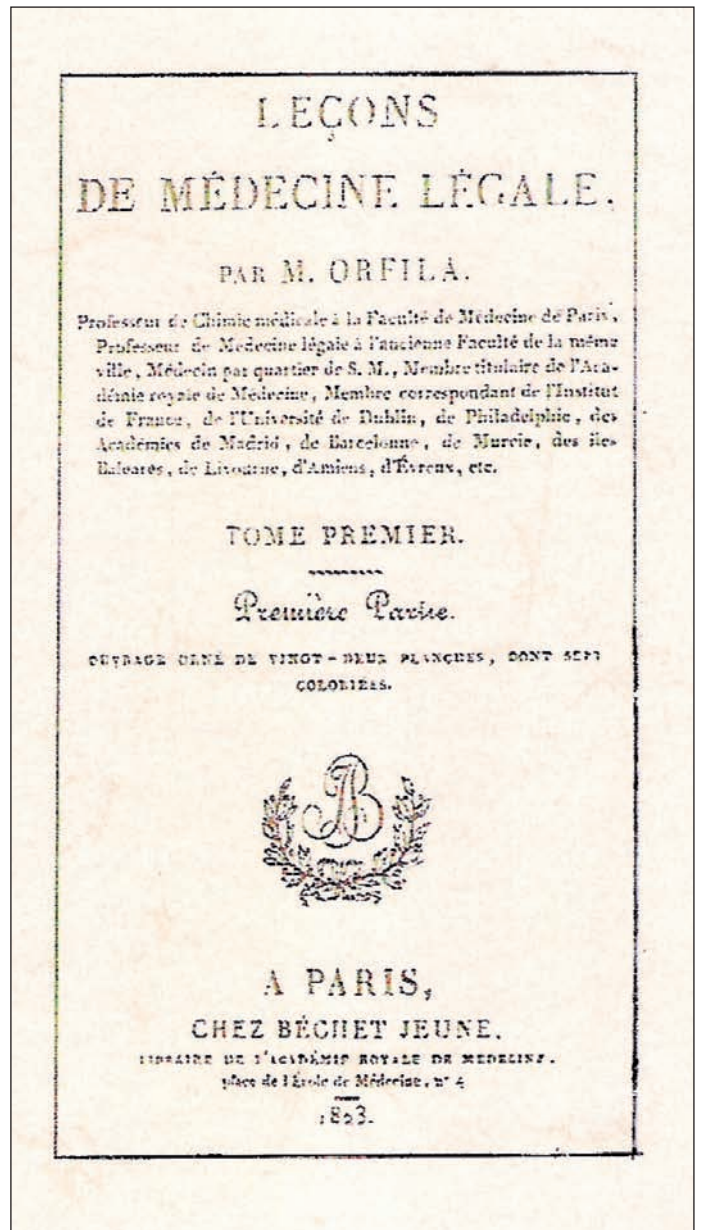 LEÇONS
DE MÉDECINE LÉGALE,
PAR M. ORFILA.
Professeur de Chimie médicale à la Faculté de Médecine de Paris,
Professeur de Médecine légale à l'ancienne Faculté de la même
ville, Médecin par quartier de S. M., Membre titulaire de l'Aca-
démie royale de Médecine, Membre correspondant de l'Institut
de France, de l'Université de Dublin, de Philadelphie, des
Académies de Madrid, de Barcelonne, de Murcie, des îles
Baleares, de Livourne, d'Amiens, d'Évreux, etc.
TOME PREMIER.
Première Partie.
OUVRAGE ORNÉ DE VINGT-DEUX PLANCHES, DONT SEPT
COLORIÉES.
AB
A PARIS,
CHEZ BÉCHET JEUNE,
LIBRAIRE DE L'ACADÉMIE ROYALE DE MEDECINE,
place de l'École de Médecine, n° 4
1823.